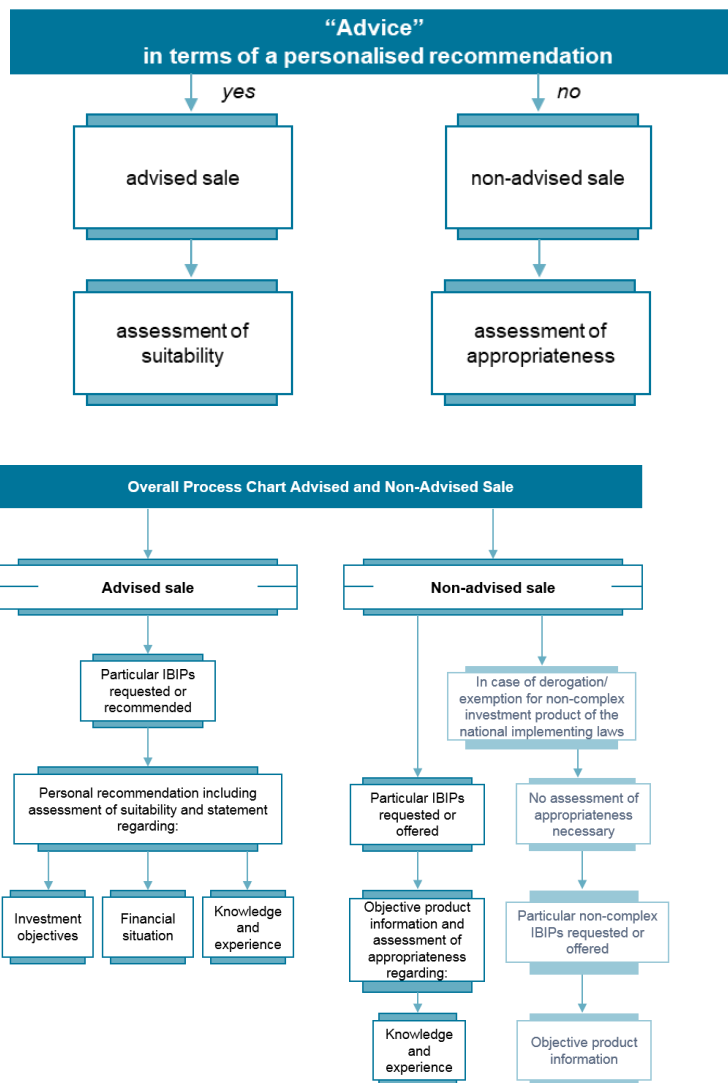 “Advice”
in terms of a personalised recommendation
yes
no
advised sale
non-advised sale
assessment of
suitability
assessment of
appropriateness
Overall Process Chart Advised and Non-Advised Sale
Advised sale
Non-advised sale
Particular IBIPs
requested or
recommended
In case of derogation/
exemption for non-complex
investment product of the
national implementing laws
Personal recommendation including
assessment of suitability and statement
regarding:
Particular IBIPs
requested or
offered
No assessment of
appropriateness
necessary
Investment
objectives
Financial
situation
Knowledge
and
experience
Objective product
information and
assessment of
appropriateness
regarding:
Particular non-complex
IBIPs requested or
offered
Knowledge
and
experience
Objective product
information